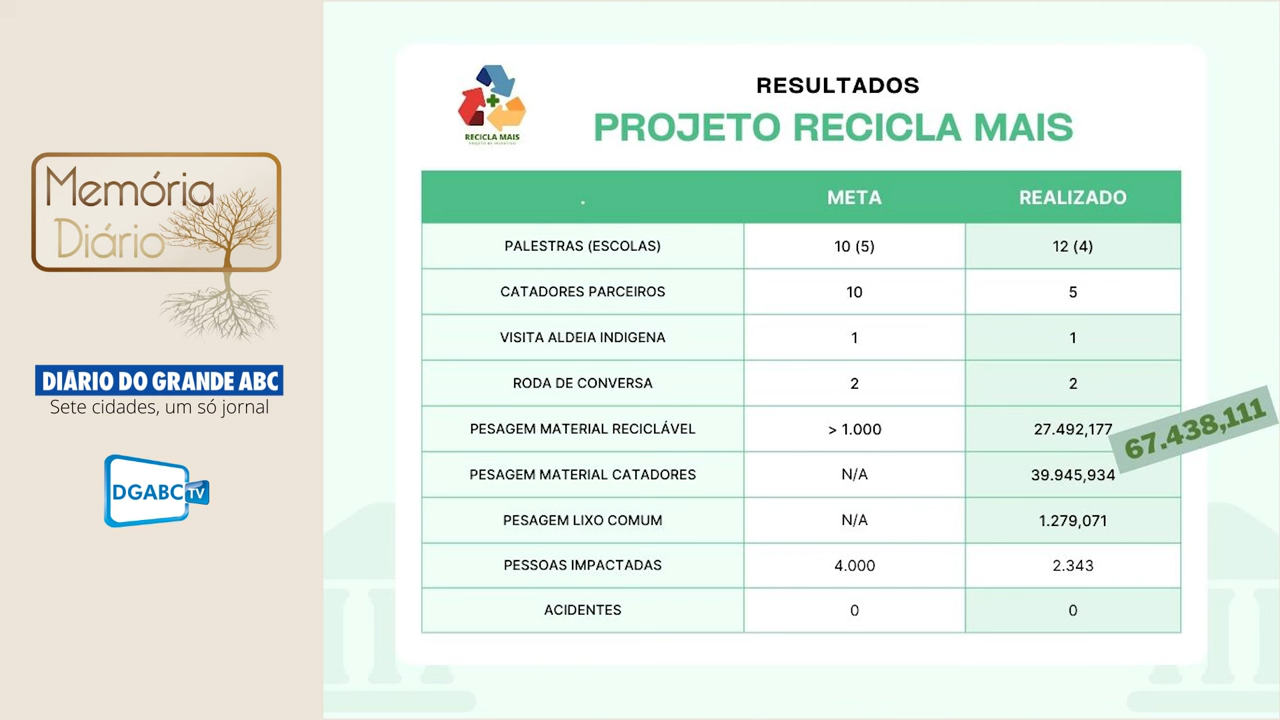 Memória
Diário
DIÁRIO DO GRANDE ABC
Sete cidades, um só jornal
DGABC TV
RECICLA MAIS
RESULTADOS
PROJETO RECICLA MAIS
. META REALIZADO
PALESTRAS (ESCOLAS) 10 (5) 12 (4)
CATADORES PARCEIROS 10 5
VISITA ALDEIA INDIGENA 1 1
RODA DE CONVERSA 2 2
PESAGEM MATERIAL RECICLÁVEL > 1.000 27.492,177
67.438,111
PESAGEM MATERIAL CATADORES N/A 39.945,934
PESAGEM LIXO COMUM N/A 1.279,071
PESSOAS IMPACTADAS 4.000 2.343
ACIDENTES 0 0